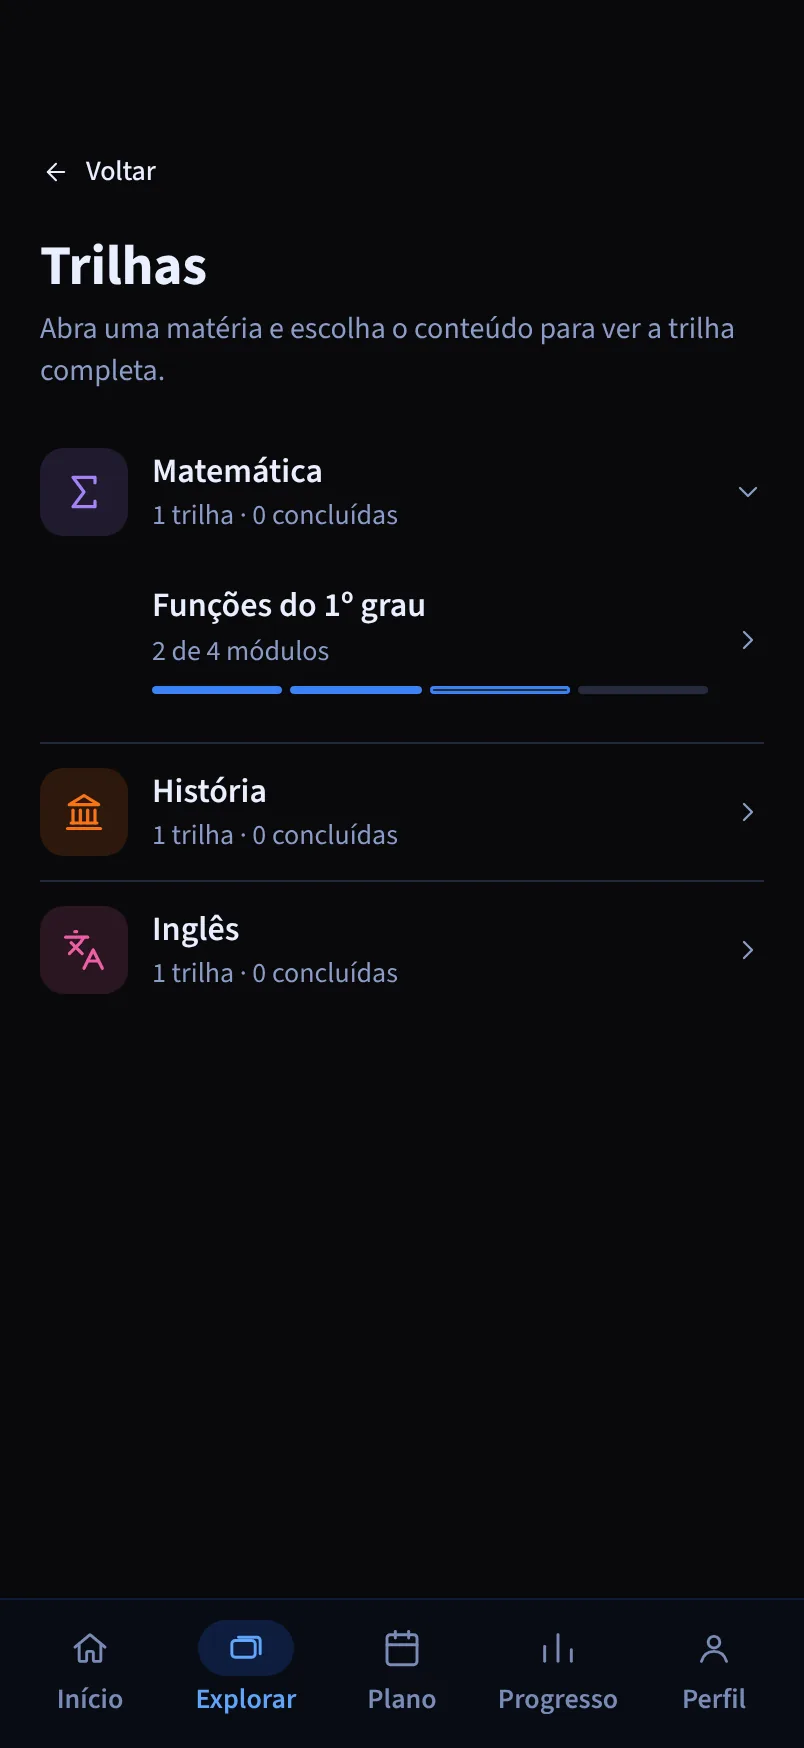 Voltar
Trilhas
Abra uma matéria e escolha o conteúdo para ver a trilha
completa.
Matemática
1 trilha · 0 concluídas
Funções do 1º grau
2 de 4 módulos
História
1 trilha · 0 concluídas
Inglês
1 trilha · 0 concluídas
Início
Explorar
Plano
Progresso
Perfil